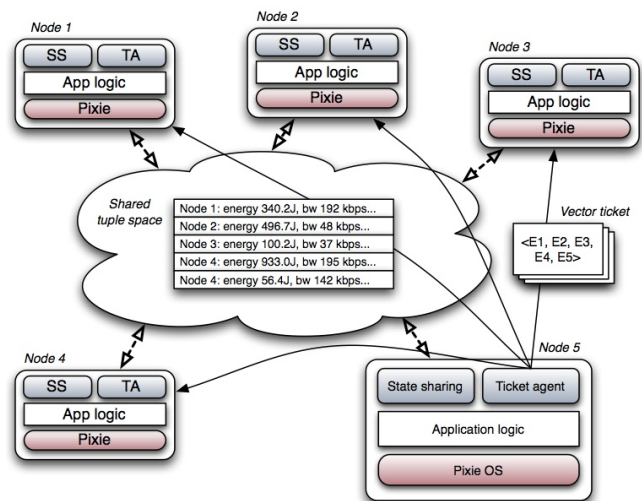 Node 1
SS TA
App logic
Pixie
Node 2
SS TA
App logic
Pixie
Node 3
SS TA
App logic
Pixie
Shared
tuple space
Node 1: energy 340.2J, bw 192 kbps...
Node 2: energy 496.7J, bw 48 kbps...
Node 3: energy 100.2J, bw 37 kbps...
Node 4: energy 933.0J, bw 195 kbps...
Node 4: energy 56.4J, bw 142 kbps...
Vector ticket
<E1, E2, E3,
E4, E5>
Node 4
SS TA
App logic
Pixie
Node 5
State sharing Ticket agent
Application logic
Pixie OS